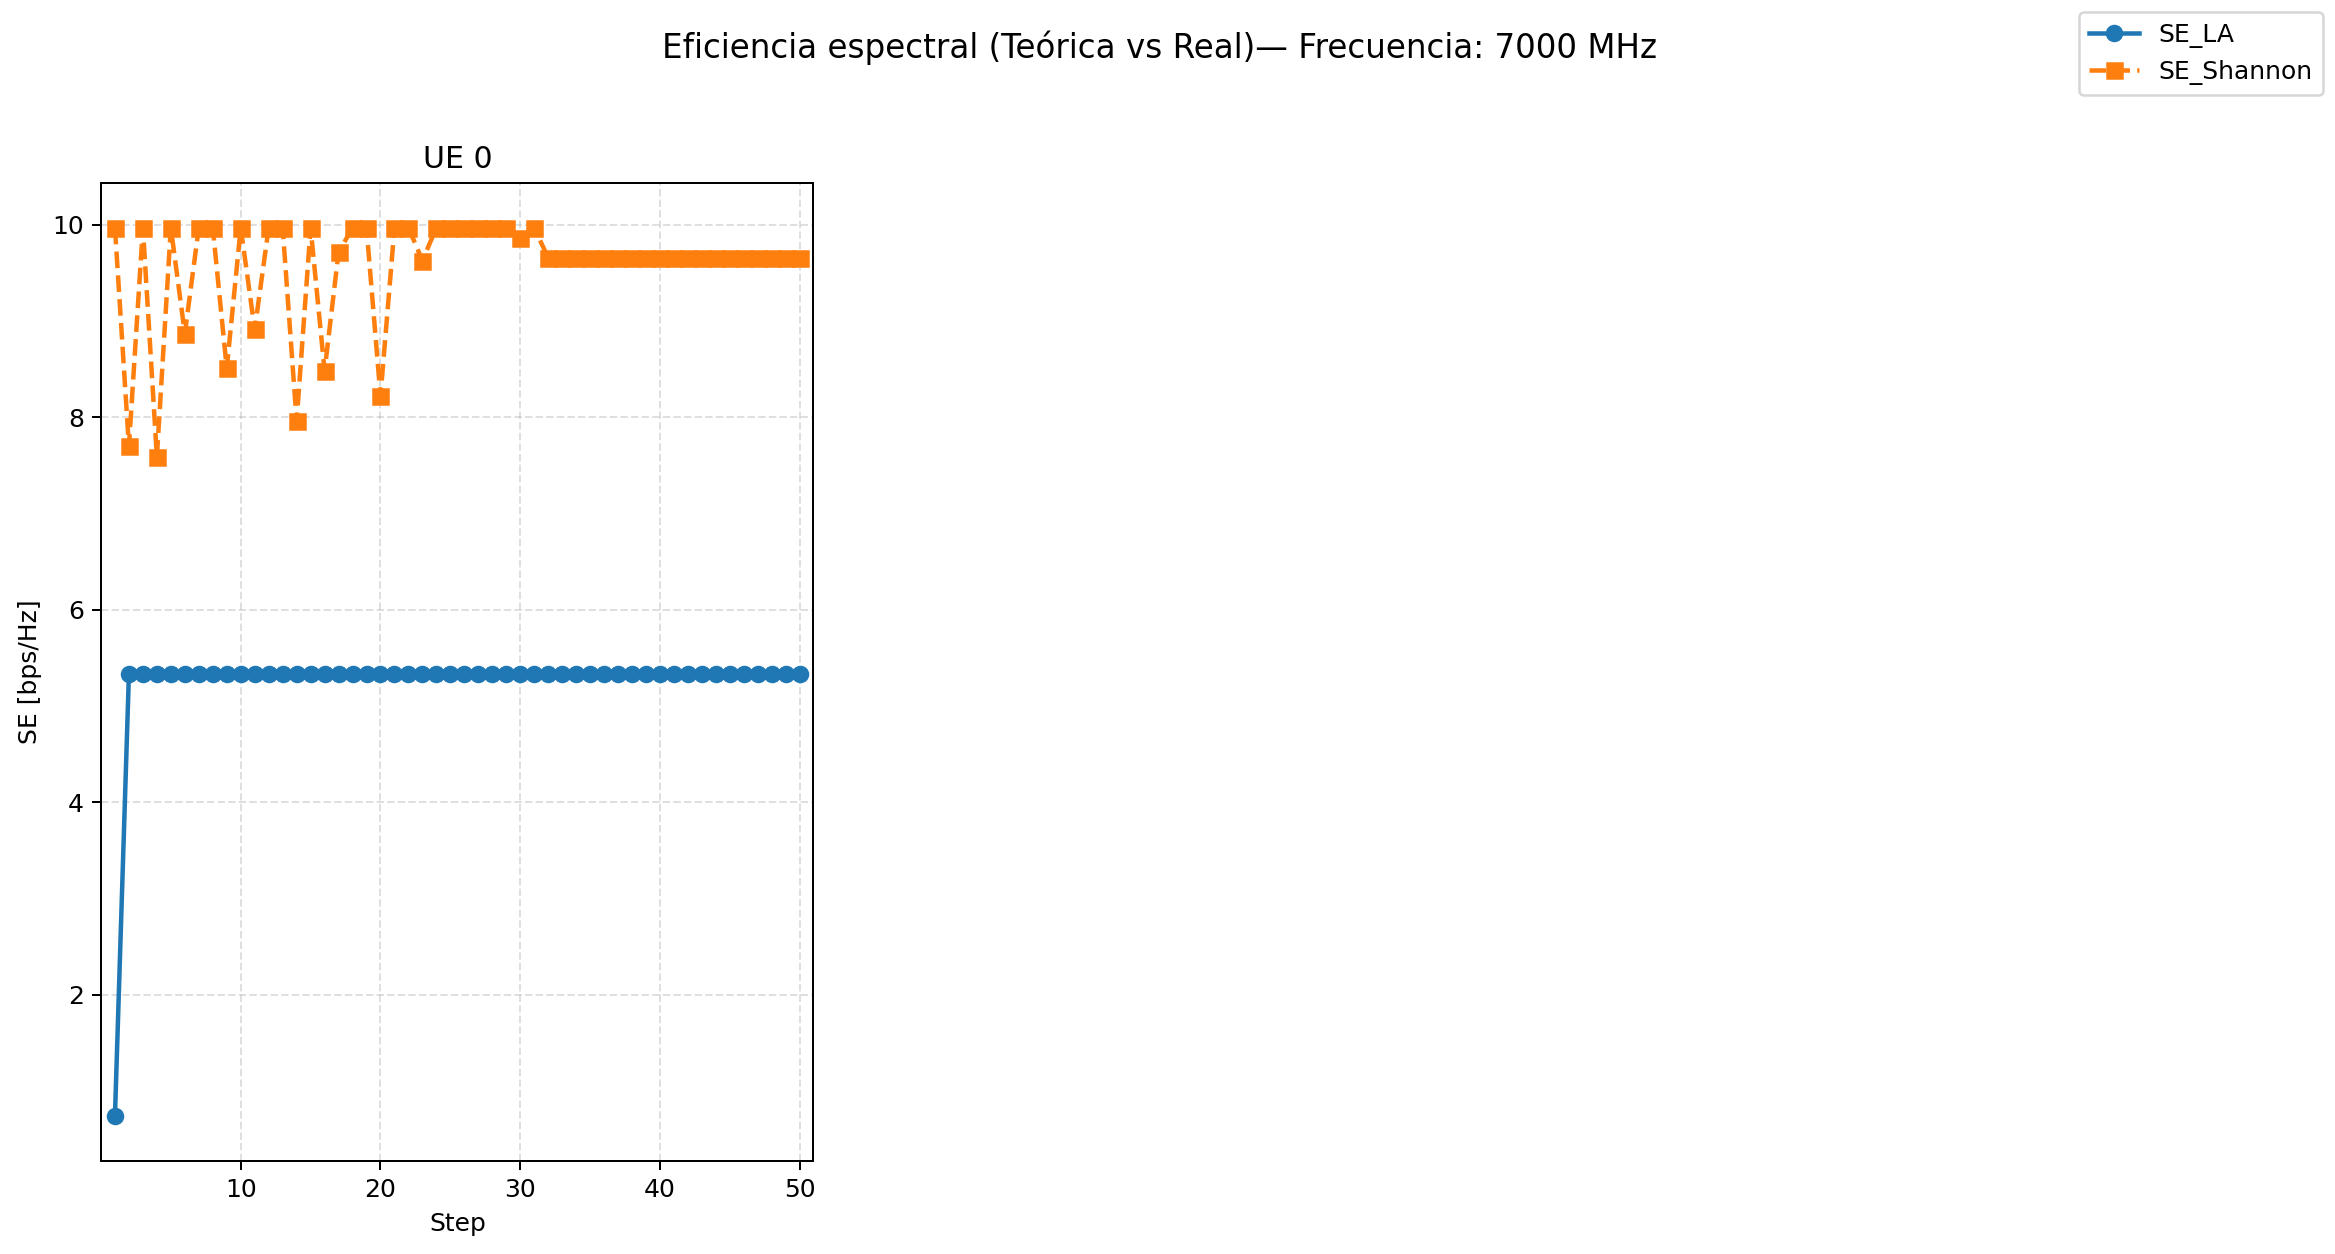 Eficiencia espectral (Teórica vs Real)— Frecuencia: 7000 MHz
SE_LA
SE_Shannon
UE 0
SE [bps/Hz]
10
8
6
4
2
10
20
30
40
50
Step